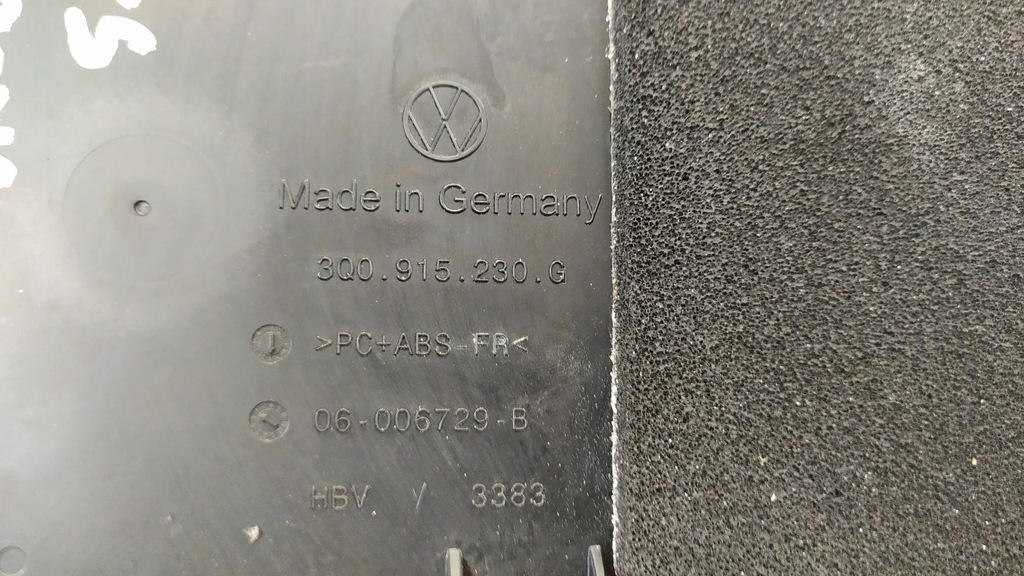 Made in Germany
3Q0.915.230.G
>PC+ABS-FR<
06-006729-B
HBV / 3383